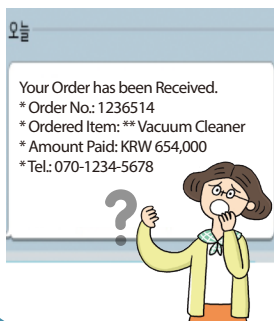 오늘
Your Order has been Received.
* Order No.: 1236514
* Ordered Item: ** Vacuum Cleaner
* Amount Paid: KRW 654,000
* Tel.: 070-1234-5678
?